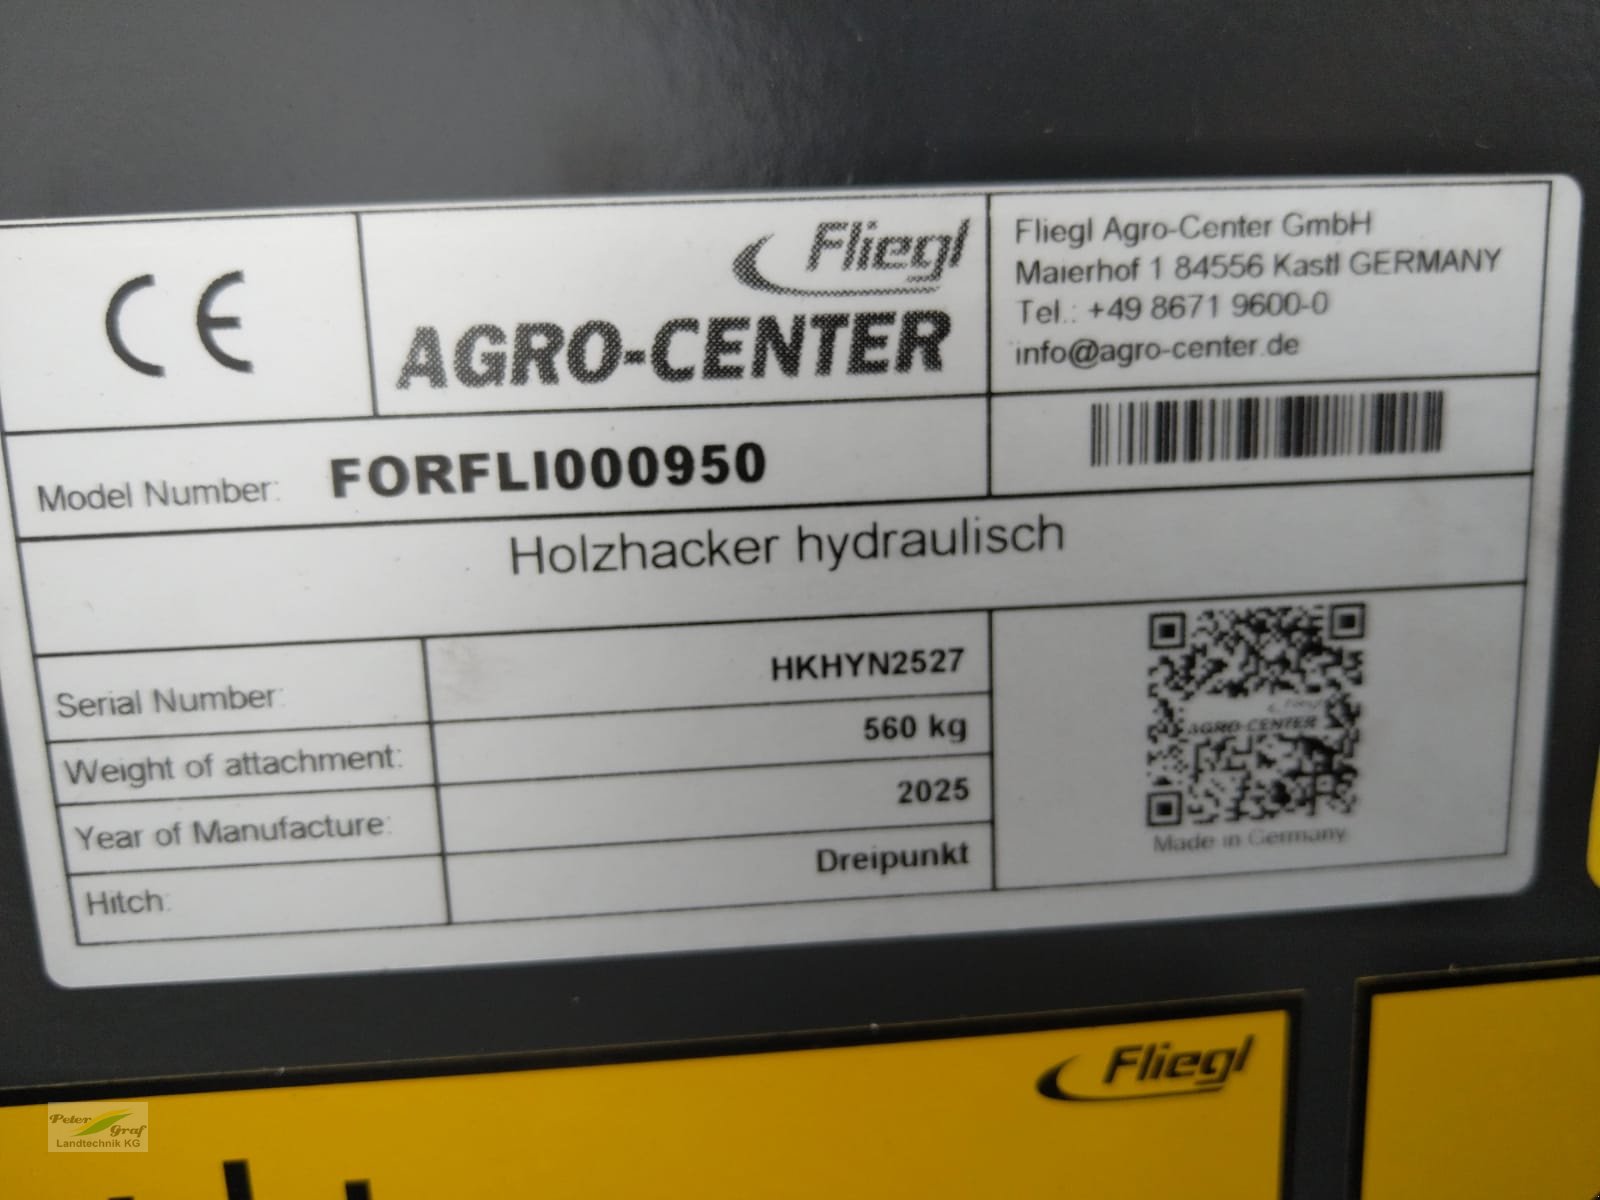 CE
Fliegl
AGRO-CENTER
Fliegl Agro-Center GmbH
Maierhof 1 84556 Kastl GERMANY
Tel.: +49 8671 9600-0
info@agro-center.de
Model Number: FORFLI000950
Holzhacker hydraulisch
Serial Number: HKHYN2527
Weight of attachment: 560 kg
Year of Manufacture: 2025
Hitch: Dreipunkt
Fliegl
AGRO-CENTER
Made in Germany
Fliegl
Peter
Graf
Landtechnik KG